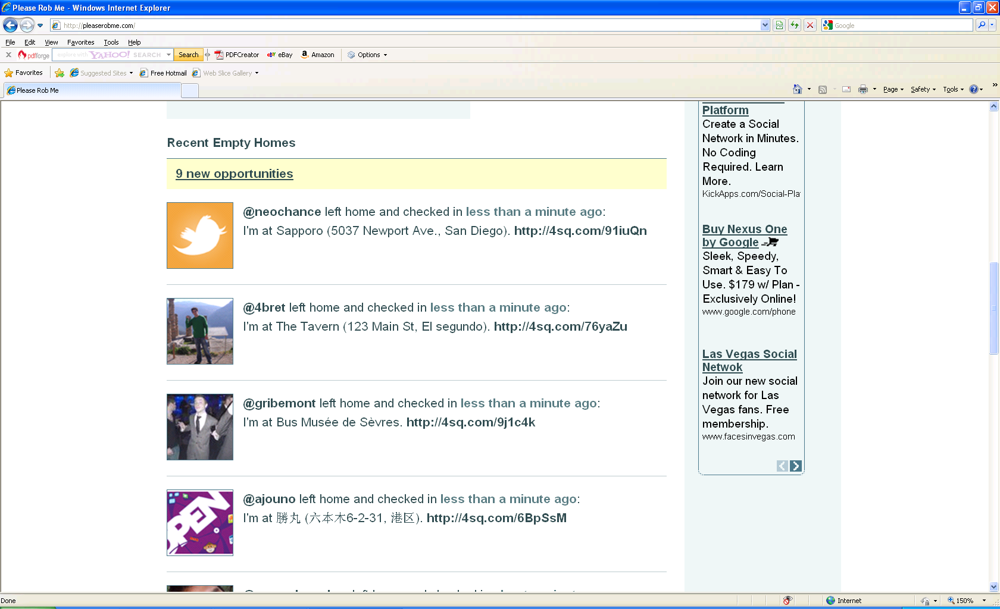 Please Rob Me - Windows Internet Explorer
http://pleaserobme.com/
Google
File Edit View Favorites Tools Help
pdfforge
explore with YAHOO! SEARCH
Search
PDFCreator
eBay
Amazon
Options
Favorites
Suggested Sites
Free Hotmail
Web Slice Gallery
Please Rob Me
Page
Safety
Tools
Recent Empty Homes
9 new opportunities
@neochance left home and checked in less than a minute ago:
I'm at Sapporo (5037 Newport Ave., San Diego). http://4sq.com/91iuQn
@4bret left home and checked in less than a minute ago:
I'm at The Tavern (123 Main St, El segundo). http://4sq.com/76yaZu
@gribemont left home and checked in less than a minute ago:
I'm at Bus Musée de Sèvres. http://4sq.com/9j1c4k
@ajouno left home and checked in less than a minute ago:
I'm at 勝丸 (六本木6-2-31, 港区). http://4sq.com/6BpSsM
Platform
Create a Social
Network in Minutes.
No Coding
Required. Learn
More.
KickApps.com/Social-Pla
Buy Nexus One
by Google
Sleek, Speedy,
Smart & Easy To
Use. $179 w/ Plan -
Exclusively Online!
www.google.com/phone
Las Vegas Social
Netwok
Join our new social
network for Las
Vegas fans. Free
membership.
www.facesinvegas.com
Done
Internet
150%